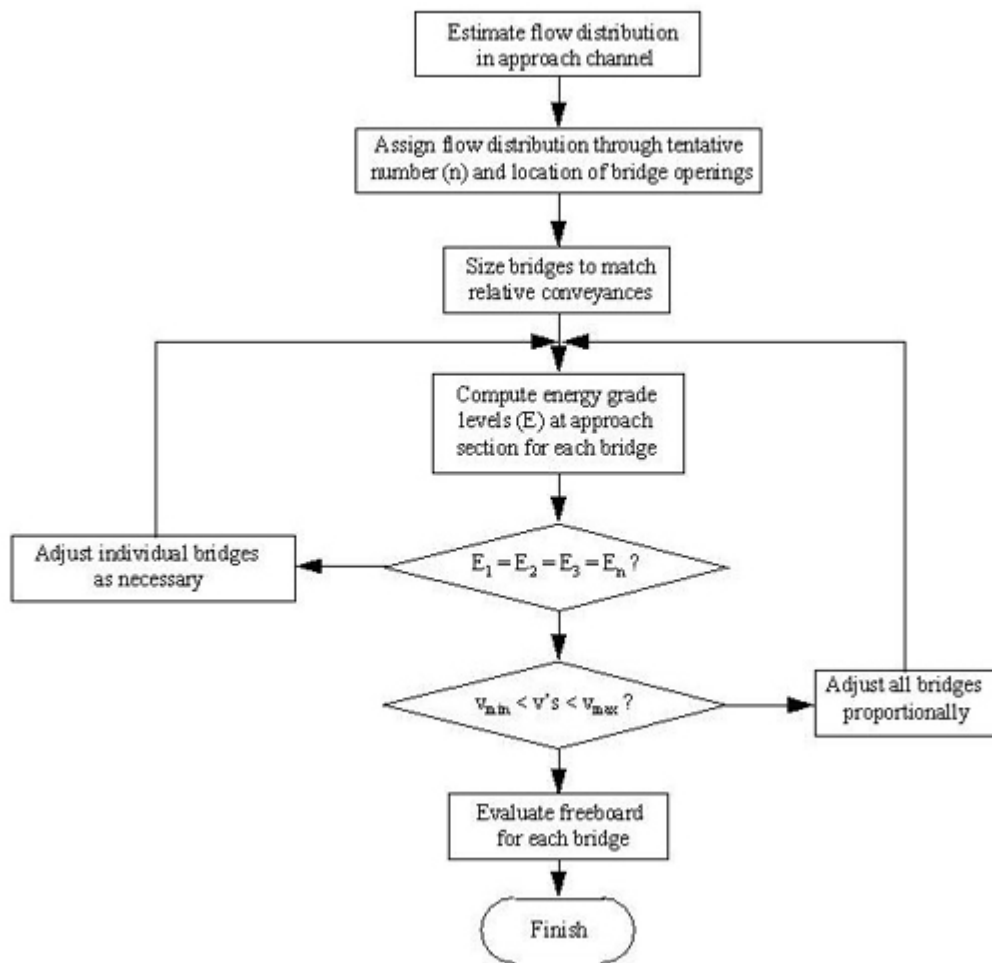 Estimate flow distribution
in approach channel
Assign flow distribution through tentative
number (n) and location of bridge openings
Size bridges to match
relative conveyances
Compute energy grade
levels (E) at approach
section for each bridge
Adjust individual bridges
as necessary
E₁ = E₂ = E₃ = Eₙ ?
vₘᵢₙ < v's < vₘₐₓ ?
Adjust all bridges
proportionally
Evaluate freeboard
for each bridge
Finish